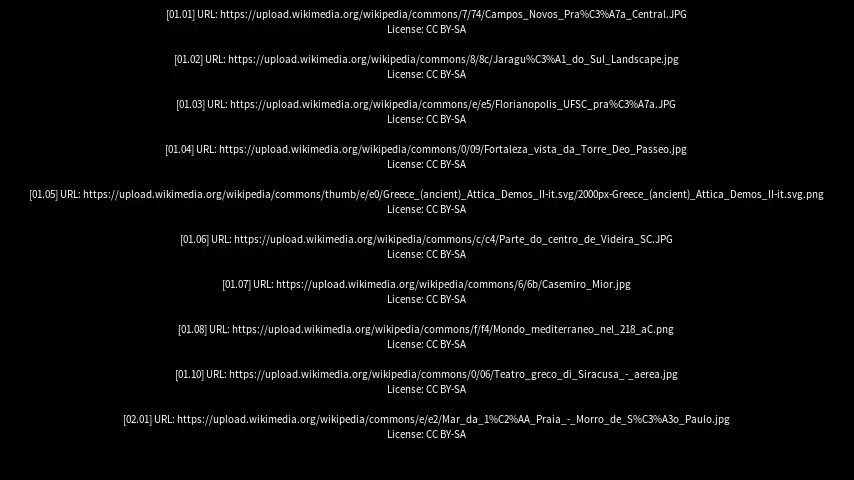 [01.01] URL: https://upload.wikimedia.org/wikipedia/commons/7/74/Campos_Novos_Pra%C3%A7a_Central.JPG
License: CC BY-SA
[01.02] URL: https://upload.wikimedia.org/wikipedia/commons/8/8c/Jaragu%C3%A1_do_Sul_Landscape.jpg
License: CC BY-SA
[01.03] URL: https://upload.wikimedia.org/wikipedia/commons/e/e5/Florianopolis_UFSC_pra%C3%A7a.JPG
License: CC BY-SA
[01.04] URL: https://upload.wikimedia.org/wikipedia/commons/0/09/Fortaleza_vista_da_Torre_Deo_Passeo.jpg
License: CC BY-SA
[01.05] URL: https://upload.wikimedia.org/wikipedia/commons/thumb/e/e0/Greece_(ancient)_Attica_Demos_II-it.svg/2000px-Greece_(ancient)_Attica_Demos_II-it.svg.png
License: CC BY-SA
[01.06] URL: https://upload.wikimedia.org/wikipedia/commons/c/c4/Parte_do_centro_de_Videira_SC.JPG
License: CC BY-SA
[01.07] URL: https://upload.wikimedia.org/wikipedia/commons/6/6b/Casemiro_Mior.jpg
License: CC BY-SA
[01.08] URL: https://upload.wikimedia.org/wikipedia/commons/f/f4/Mondo_mediterraneo_nel_218_aC.png
License: CC BY-SA
[01.10] URL: https://upload.wikimedia.org/wikipedia/commons/0/06/Teatro_greco_di_Siracusa_-_aerea.jpg
License: CC BY-SA
[02.01] URL: https://upload.wikimedia.org/wikipedia/commons/e/e2/Mar_da_1%C2%AA_Praia_-_Morro_de_S%C3%A3o_Paulo.jpg
License: CC BY-SA